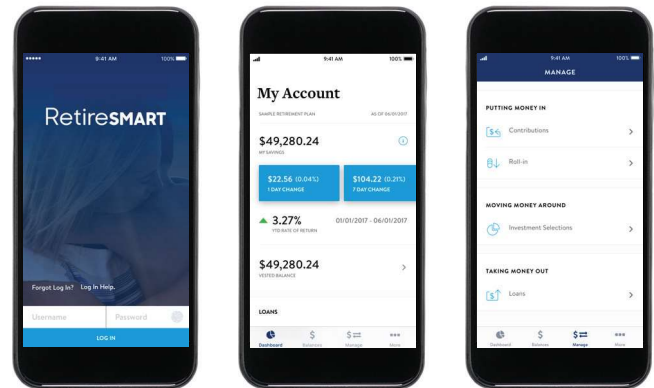 9:41 AM 100%
RetireSMART
Forgot Log In? Log In Help.
Username Password
LOG IN
9:41 AM 100%
My Account
SAMPLE RETIREMENT PLAN AS OF 06/01/2017
$49,280.24
MY SAVINGS
$22.56 (0.04%) $104.22 (0.21%)
1 DAY CHANGE 7 DAY CHANGE
3.27% 01/01/2017 - 06/01/2017
YTD RATE OF RETURN
$49,280.24
VESTED BALANCE
LOANS
Dashboard Balances Manage More
9:41 AM 100%
MANAGE
PUTTING MONEY IN
Contributions
Roll-in
MOVING MONEY AROUND
Investment Selections
TAKING MONEY OUT
Loans
Dashboard Balances Manage More